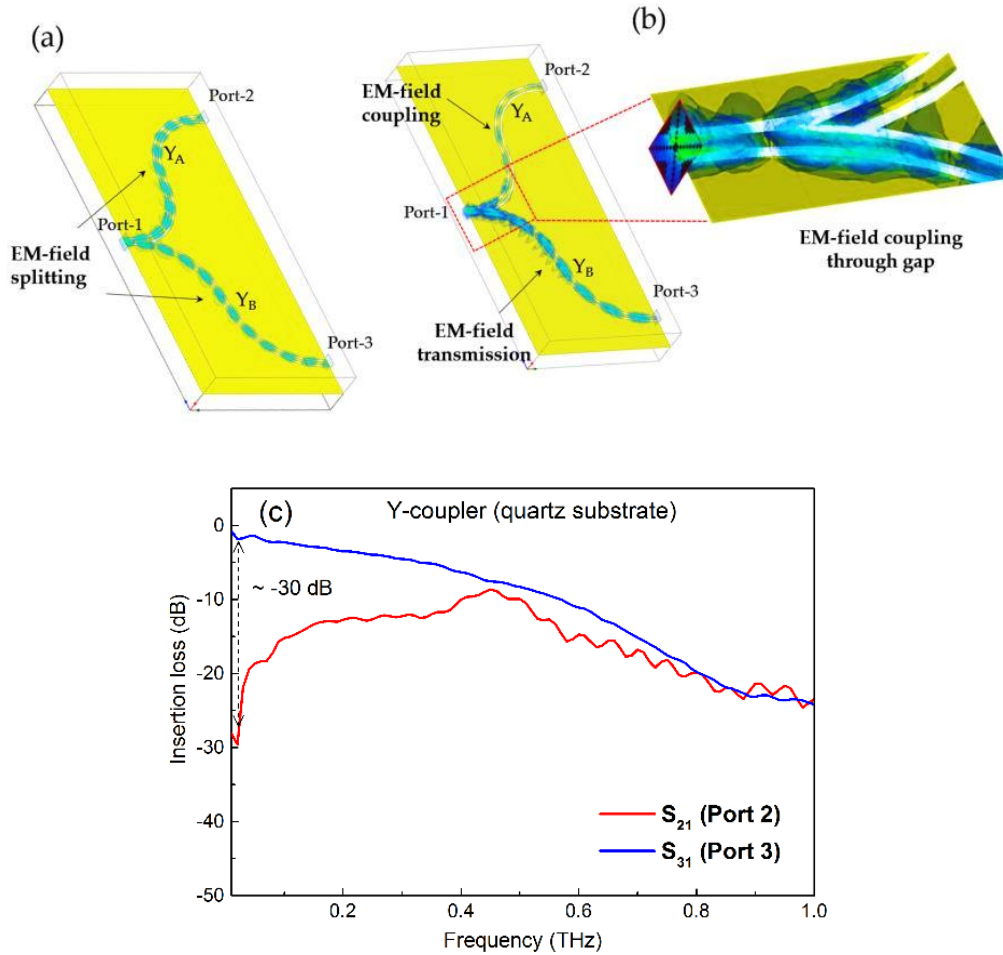 (a)
Port-2
Y_A
Port-1
EM-field
splitting
Y_B
Port-3
EM-field
coupling
Port-2
Y_A
Port-1
Y_B
Port-3
EM-field
transmission
(b)
EM-field coupling
through gap
(c)
Y-coupler (quartz substrate)
~ -30 dB
Insertion loss (dB)
0
-10
-20
-30
-40
-50
S_21 (Port 2)
S_31 (Port 3)
0.2 0.4 0.6 0.8 1.0
Frequency (THz)